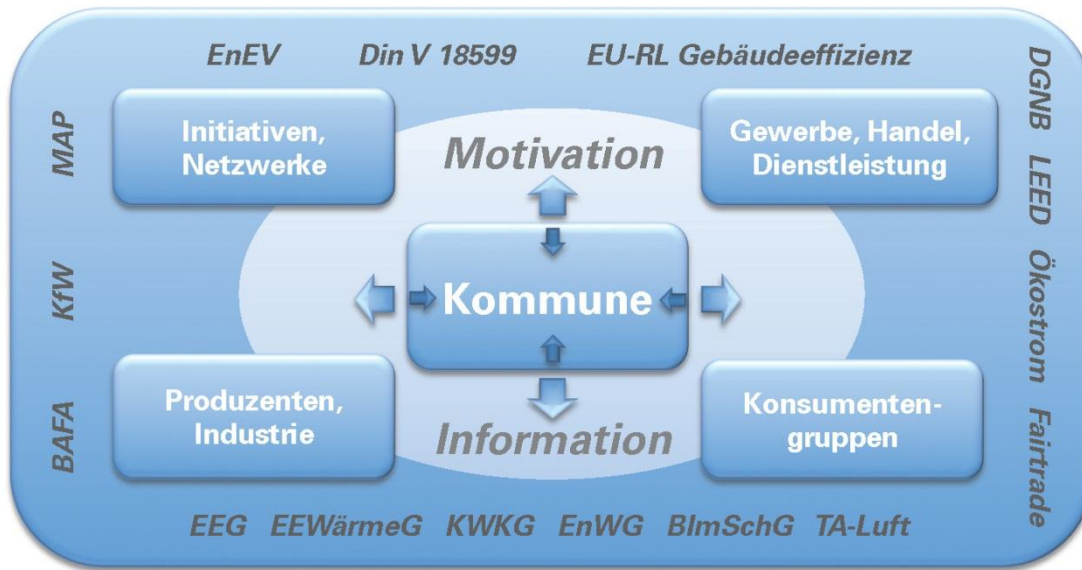 EnEV Din V 18599 EU-RL Gebäudeeffizienz
MAP
KfW
BAFA
Initiativen,
Netzwerke
Motivation
Gewerbe, Handel,
Dienstleistung
Kommune
Produzenten,
Industrie
Information
Konsumenten-
gruppen
DGNB
LEED
Ökostrom
Fairtrade
EEG EEWärmeG KWKG EnWG BImSchG TA-Luft